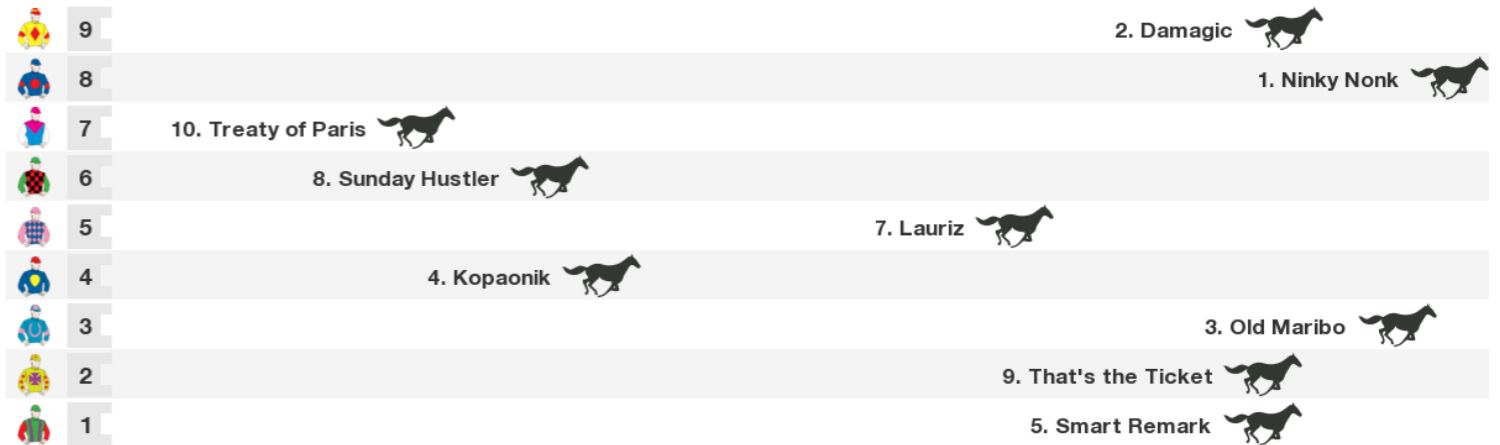 9 2. Damagic
8 1. Ninky Nonk
7 10. Treaty of Paris
6 8. Sunday Hustler
5 7. Lauriz
4 4. Kopaonik
3 3. Old Maribo
2 9. That's the Ticket
1 5. Smart Remark